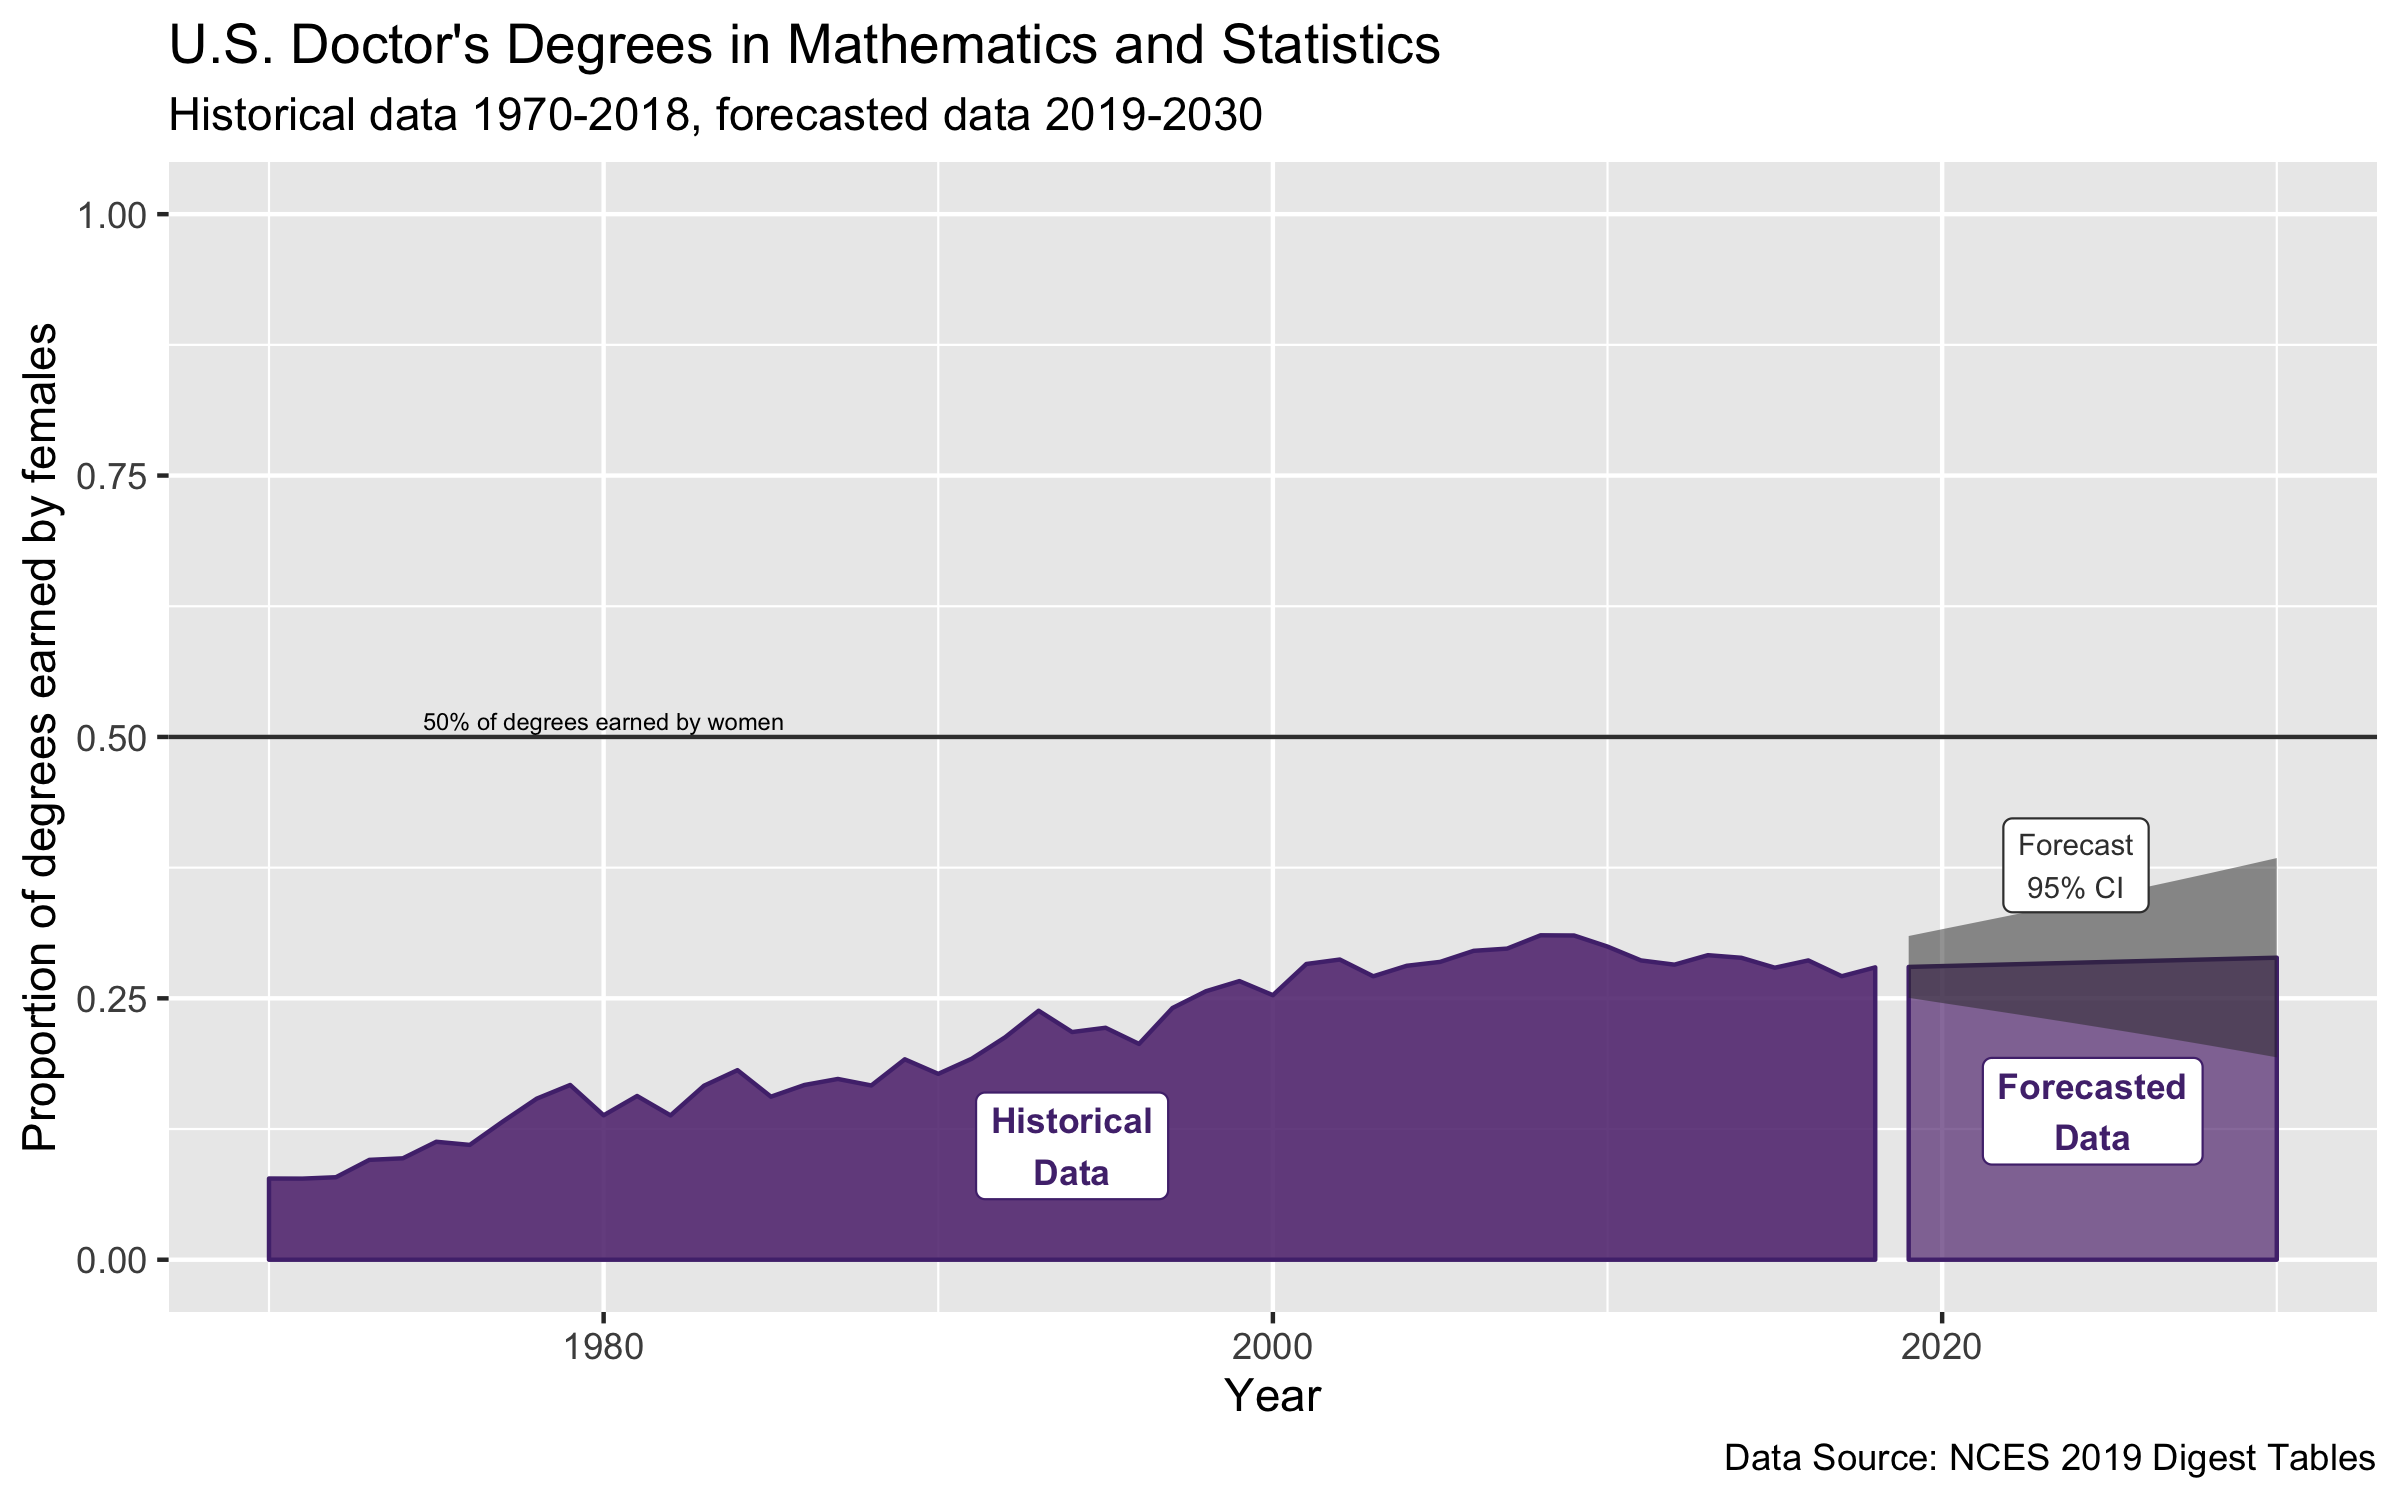 U.S. Doctor's Degrees in Mathematics and Statistics
Historical data 1970-2018, forecasted data 2019-2030
Proportion of degrees earned by females
1.00
0.75
0.50
0.25
0.00
50% of degrees earned by women
Forecast
95% CI
Historical
Data
Forecasted
Data
1980
2000
2020
Year
Data Source: NCES 2019 Digest Tables